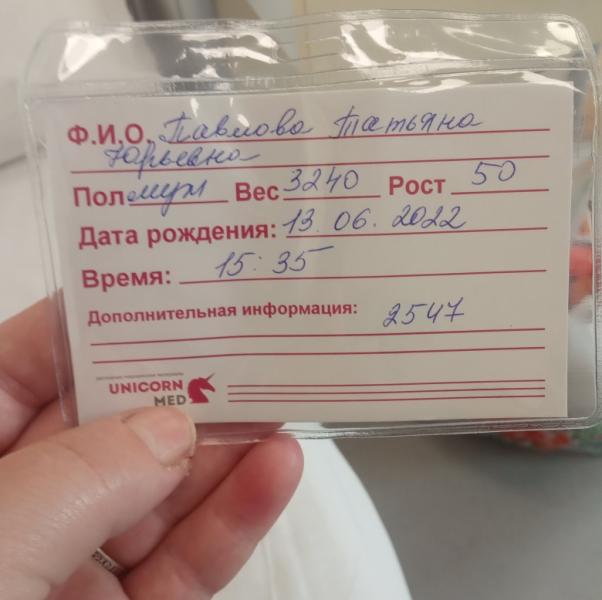 Ф.И.О. Павлова Татьяна
Юрьевна
Пол муж Вес 3240 Рост 50
Дата рождения: 13.06.2022
Время: 15:35
Дополнительная информация: 2547
UNICORN
MED